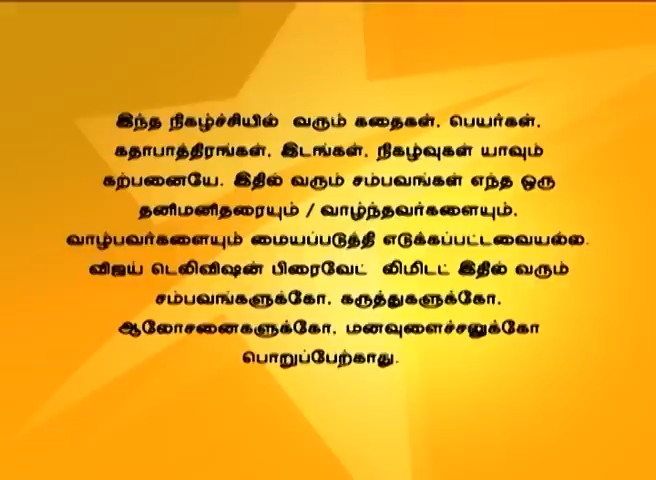 இந்த நிகழ்ச்சியில் வரும் கதைகள், பெயர்கள்,
கதாபாத்திரங்கள், இடங்கள், நிகழ்வுகள் யாவும்
கற்பனையே. இதில் வரும் சம்பவங்கள் எந்த ஒரு
தனிமனிதரையும் / வாழ்ந்தவர்களையும்,
வாழ்பவர்களையும் மையப்படுத்தி எடுக்கப்பட்டவையல்ல.
விஜய் டெலிவிஷன் பிரைவேட் லிமிடட் இதில் வரும்
சம்பவங்களுக்கோ, கருத்துகளுக்கோ,
ஆலோசனைகளுக்கோ, மனவுளைச்சலுக்கோ
பொறுப்பேற்காது.